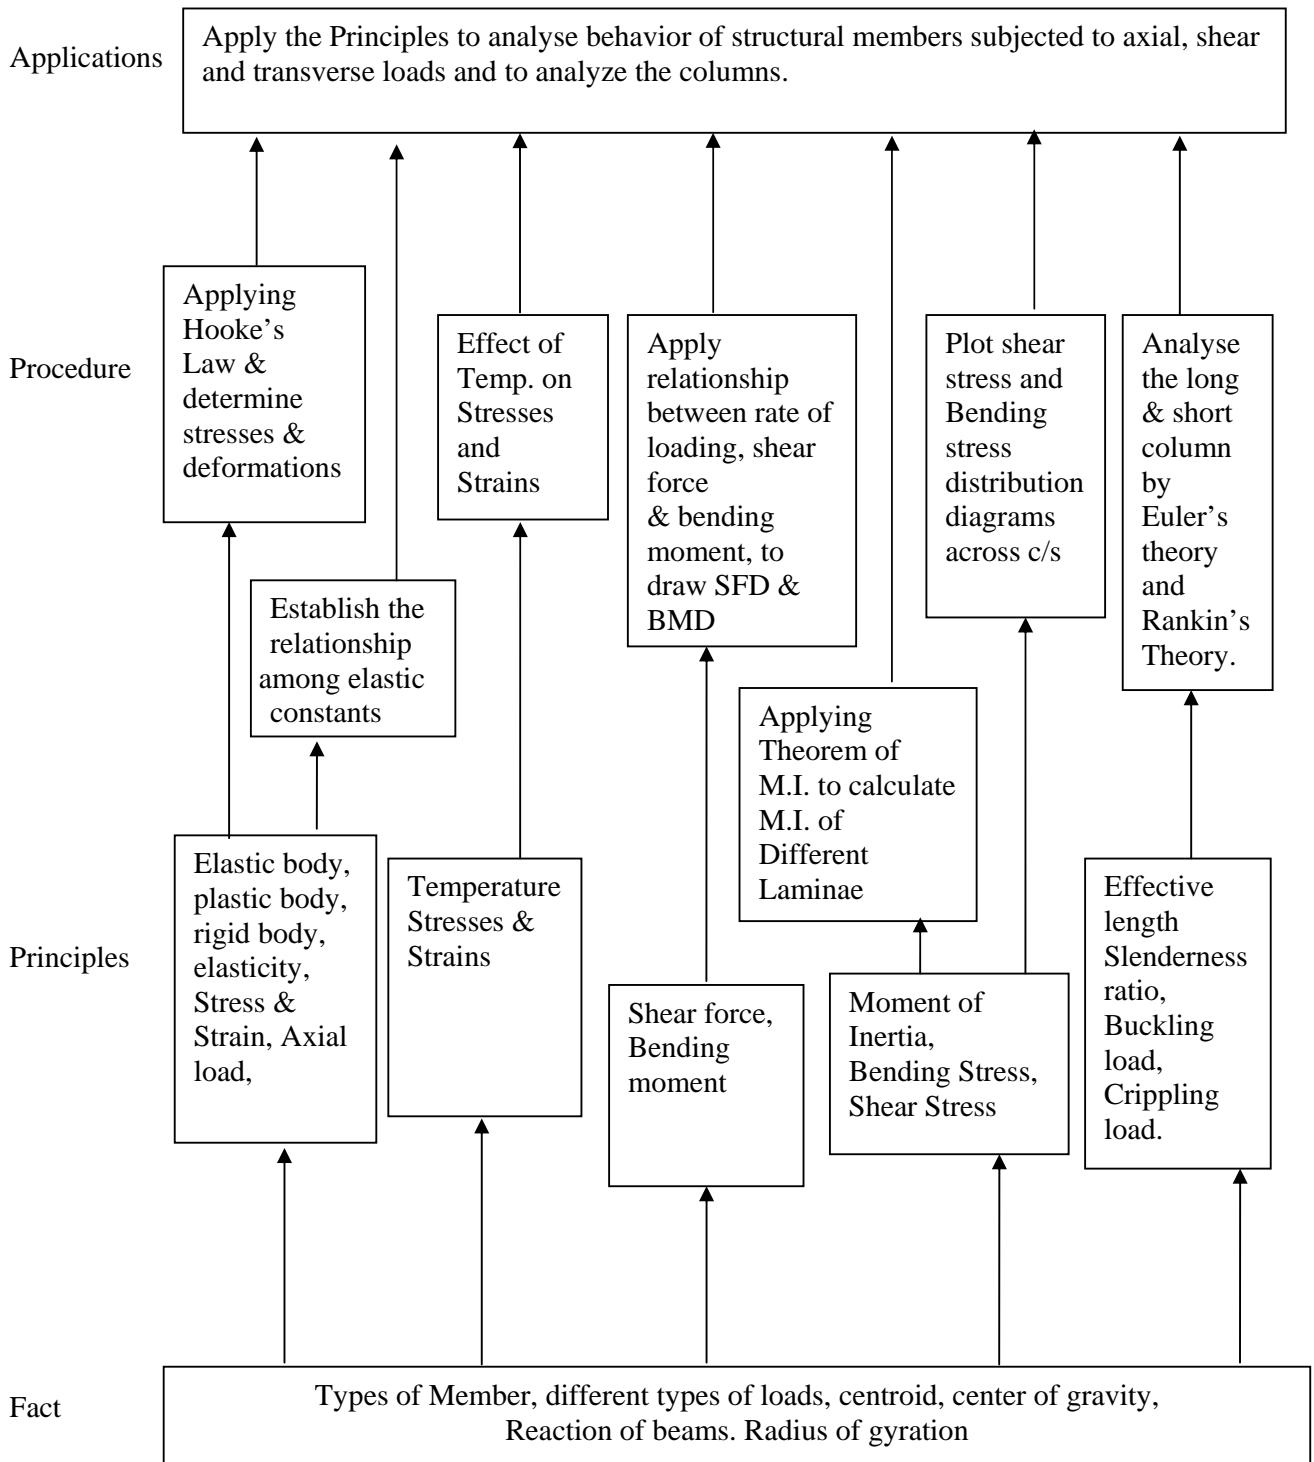 Applications
Apply the Principles to analyse behavior of structural members subjected to axial, shear
and transverse loads and to analyze the columns.
Procedure
Applying
Hooke’s
Law &
determine
stresses &
deformations
Establish the
relationship
among elastic
constants
Effect of
Temp. on
Stresses
and
Strains
Apply
relationship
between rate of
loading, shear
force
& bending
moment, to
draw SFD &
BMD
Applying
Theorem of
M.I. to calculate
M.I. of
Different
Laminae
Plot shear
stress and
Bending
stress
distribution
diagrams
across c/s
Analyse
the long
& short
column
by
Euler’s
theory
and
Rankin’s
Theory.
Principles
Elastic body,
plastic body,
rigid body,
elasticity,
Stress &
Strain, Axial
load,
Temperature
Stresses &
Strains
Shear force,
Bending
moment
Moment of
Inertia,
Bending Stress,
Shear Stress
Effective
length
Slenderness
ratio,
Buckling
load,
Crippling
load.
Fact
Types of Member, different types of loads, centroid, center of gravity,
Reaction of beams. Radius of gyration